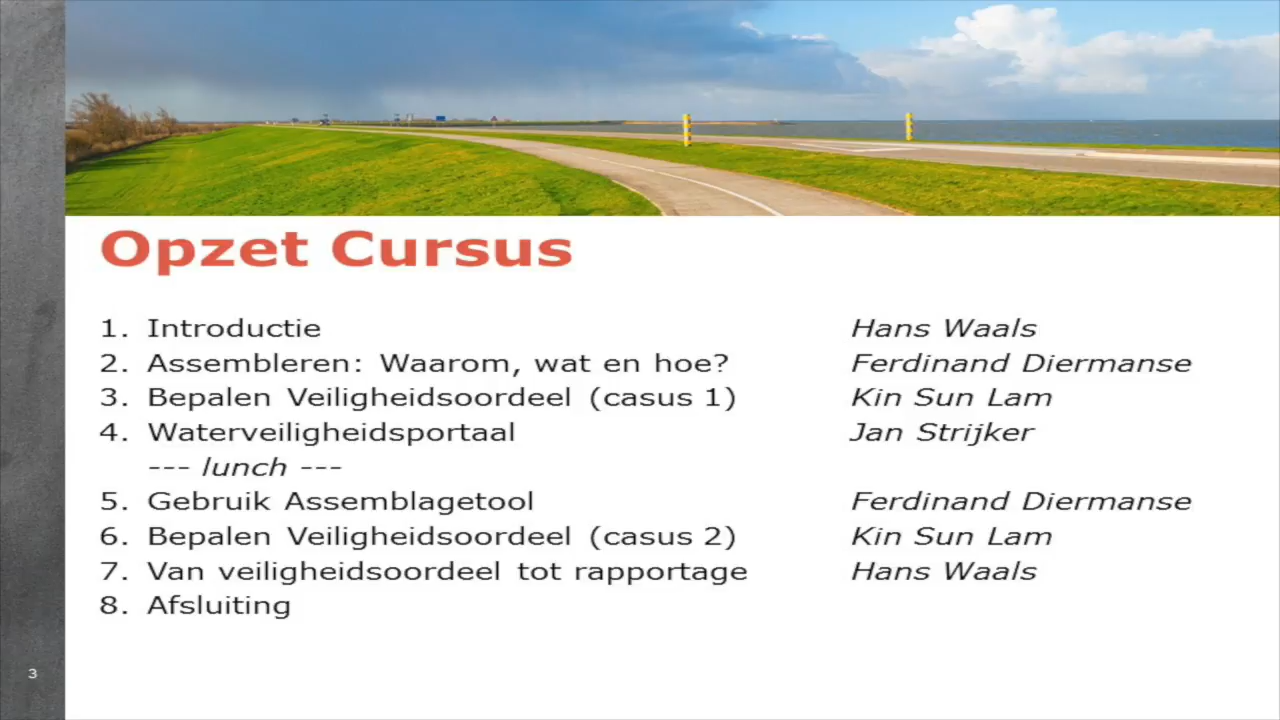 Opzet Cursus
1. Introductie Hans Waals
2. Assembleren: Waarom, wat en hoe? Ferdinand Diermanse
3. Bepalen Veiligheidsoordeel (casus 1) Kin Sun Lam
4. Waterveiligheidsportaal Jan Strijker
--- lunch ---
5. Gebruik Assemblagetool Ferdinand Diermanse
6. Bepalen Veiligheidsoordeel (casus 2) Kin Sun Lam
7. Van veiligheidsoordeel tot rapportage Hans Waals
8. Afsluiting
3